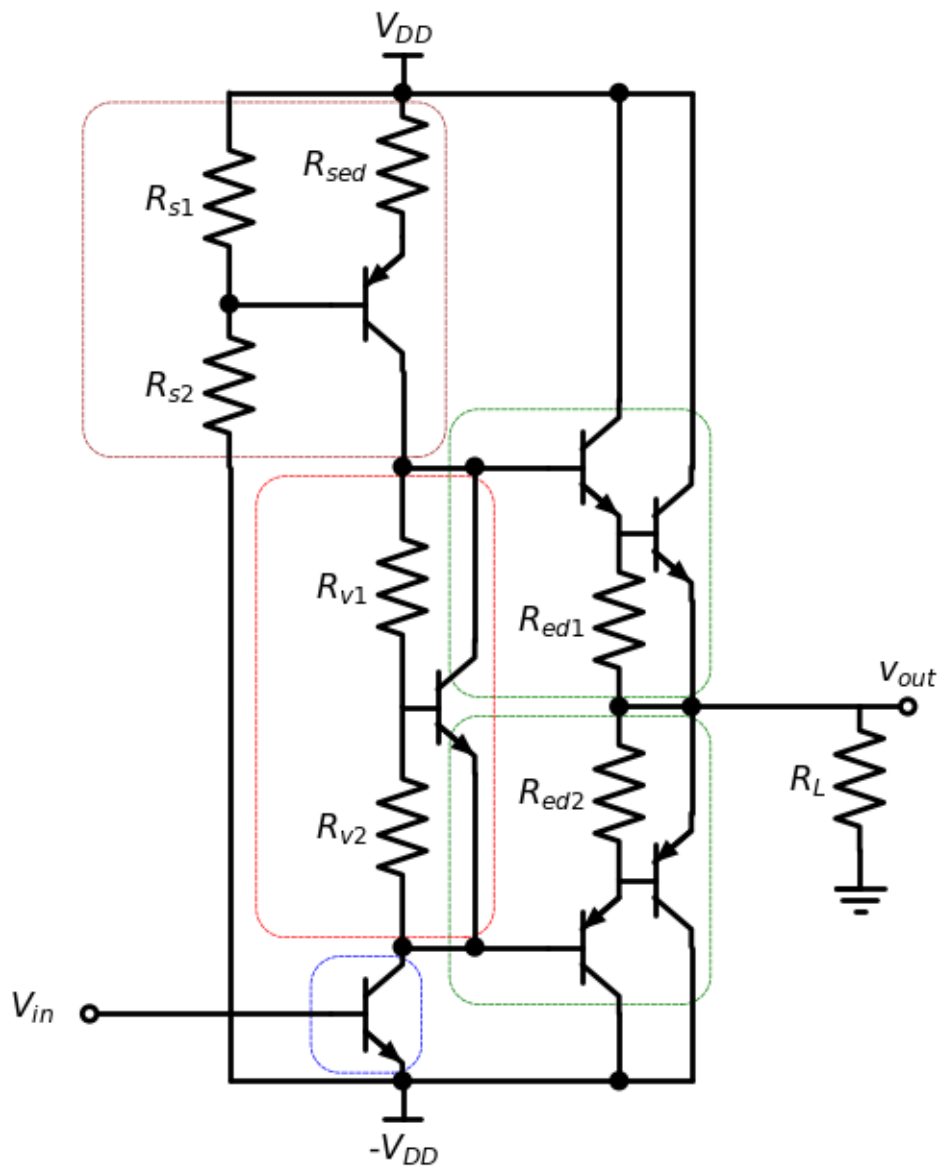 V_DD
R_sed
R_s1
R_s2
R_v1
R_ed1
v_out
R_ed2
R_L
R_v2
V_in
-V_DD